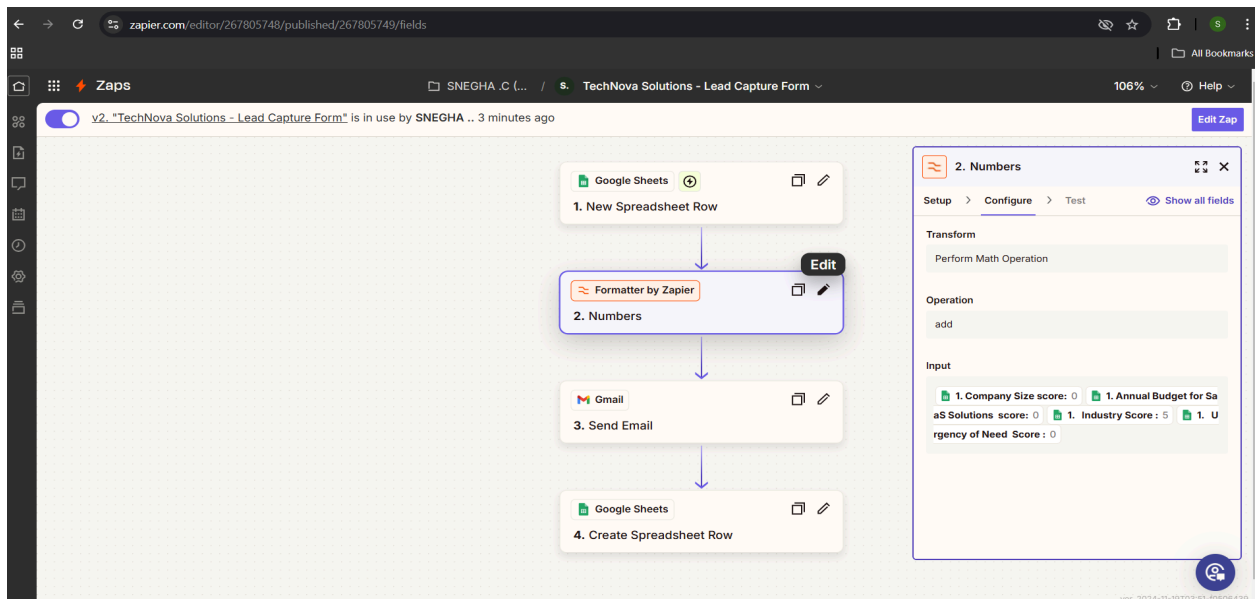 zapier.com/editor/267805748/published/267805749/fields
S
All Bookmarks
Zaps
SNEGHA .C (... / S. TechNova Solutions - Lead Capture Form
106%
Help
v2. "TechNova Solutions - Lead Capture Form" is in use by SNEGHA .. 3 minutes ago
Edit Zap
Google Sheets
1. New Spreadsheet Row
Edit
Formatter by Zapier
2. Numbers
Gmail
3. Send Email
Google Sheets
4. Create Spreadsheet Row
2. Numbers
Setup > Configure > Test
Show all fields
Transform
Perform Math Operation
Operation
add
Input
1. Company Size score: 0 1. Annual Budget for Sa
aS Solutions score: 0 1. Industry Score : 5 1. U
rgency of Need Score : 0